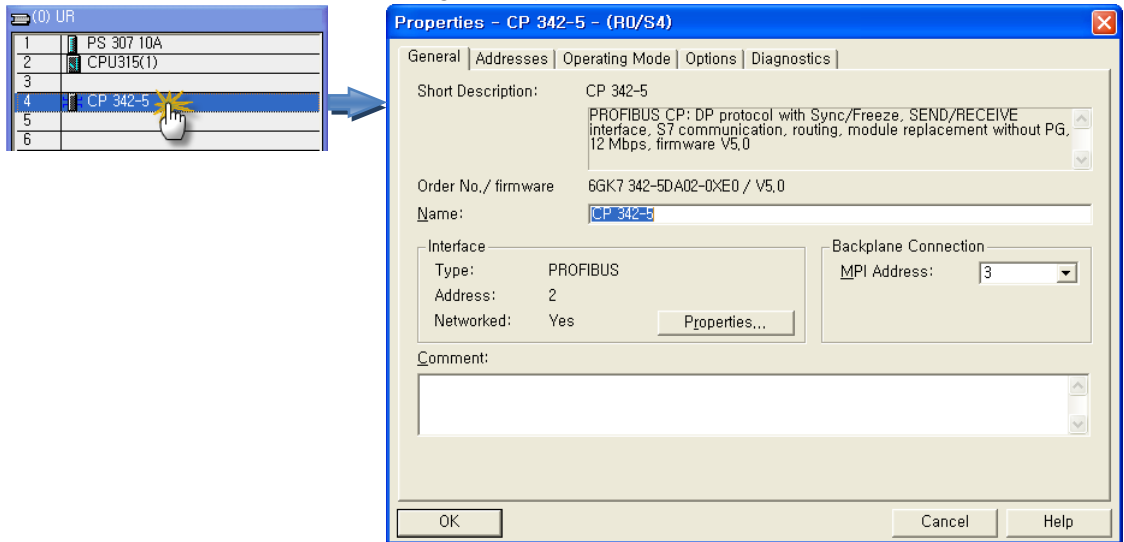 (0) UR
1 PS 307 10A
2 CPU315(1)
3
4 CP 342-5
5
6
Properties - CP 342-5 - (R0/S4)
General Addresses Operating Mode Options Diagnostics
Short Description: CP 342-5
PROFIBUS CP: DP protocol with Sync/Freeze, SEND/RECEIVE
interface, S7 communication, routing, module replacement without PG,
12 Mbps, firmware V5,0
Order No,/ firmware 6GK7 342-5DA02-0XE0 / V5,0
Name: CP 342-5
Interface
Type: PROFIBUS
Address: 2
Networked: Yes Properties,,,
Backplane Connection
MPI Address: 3
Comment:
OK Cancel Help